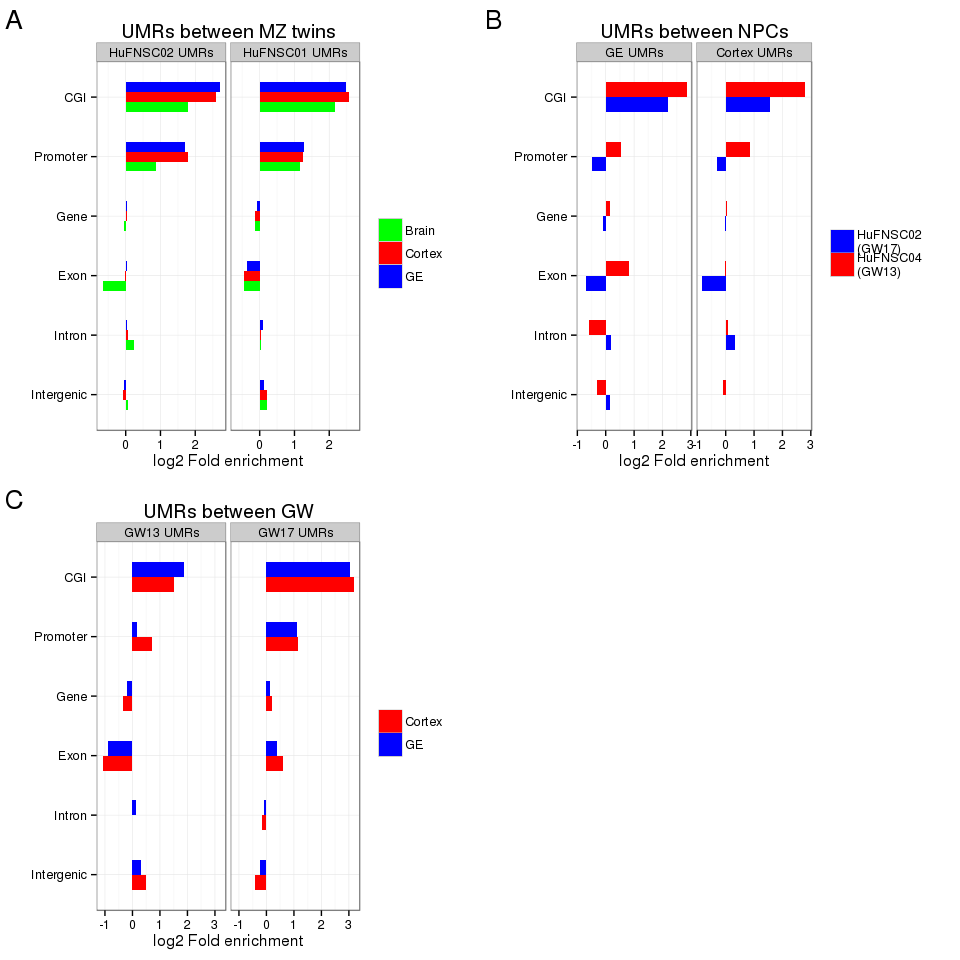 A
UMRs between MZ twins
HuFNSC02 UMRs
HuFNSC01 UMRs
CGI
Promoter
Gene
Exon
Intron
Intergenic
0 1 2
0 1 2
log2 Fold enrichment
Brain
Cortex
GE
B
UMRs between NPCs
GE UMRs
Cortex UMRs
CGI
Promoter
Gene
Exon
Intron
Intergenic
-1 0 1 2 3
-1 0 1 2 3
log2 Fold enrichment
HuFNSC02
(GW17)
HuFNSC04
(GW13)
C
UMRs between GW
GW13 UMRs
GW17 UMRs
CGI
Promoter
Gene
Exon
Intron
Intergenic
-1 0 1 2 3
-1 0 1 2 3
log2 Fold enrichment
Cortex
GE